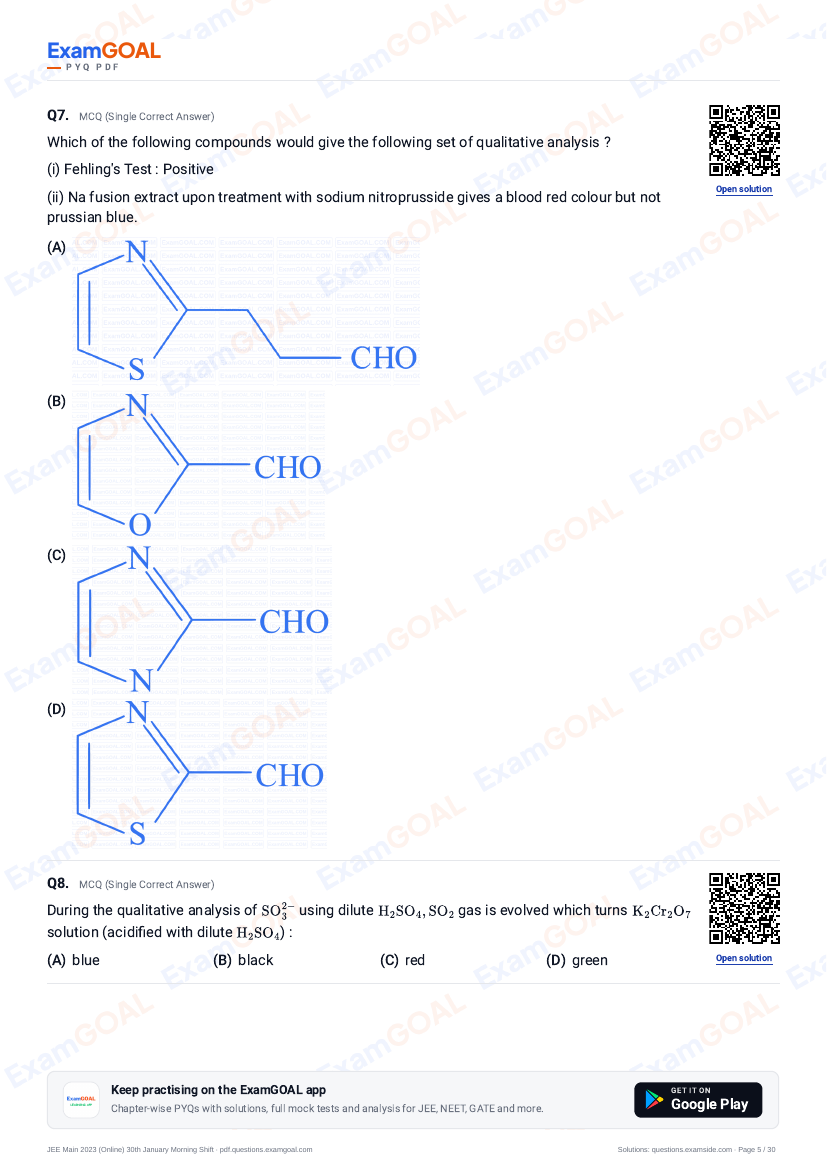 ExamGOAL
PYQ PDF
Q7. MCQ (Single Correct Answer)
Which of the following compounds would give the following set of qualitative analysis ?
(i) Fehling's Test : Positive
(ii) Na fusion extract upon treatment with sodium nitroprusside gives a blood red colour but not
prussian blue.
Open solution
(A)
N
S
CHO
(B)
N
O
CHO
(C)
N
N
CHO
(D)
N
S
CHO
Q8. MCQ (Single Correct Answer)
During the qualitative analysis of SO₃²⁻ using dilute H₂SO₄, SO₂ gas is evolved which turns K₂Cr₂O₇
solution (acidified with dilute H₂SO₄) :
(A) blue (B) black (C) red (D) green
Open solution
Keep practising on the ExamGOAL app
Chapter-wise PYQs with solutions, full mock tests and analysis for JEE, NEET, GATE and more.
GET IT ON
Google Play
JEE Main 2023 (Online) 30th January Morning Shift · pdf.questions.examgoal.com
Solutions: questions.examside.com · Page 5 / 30